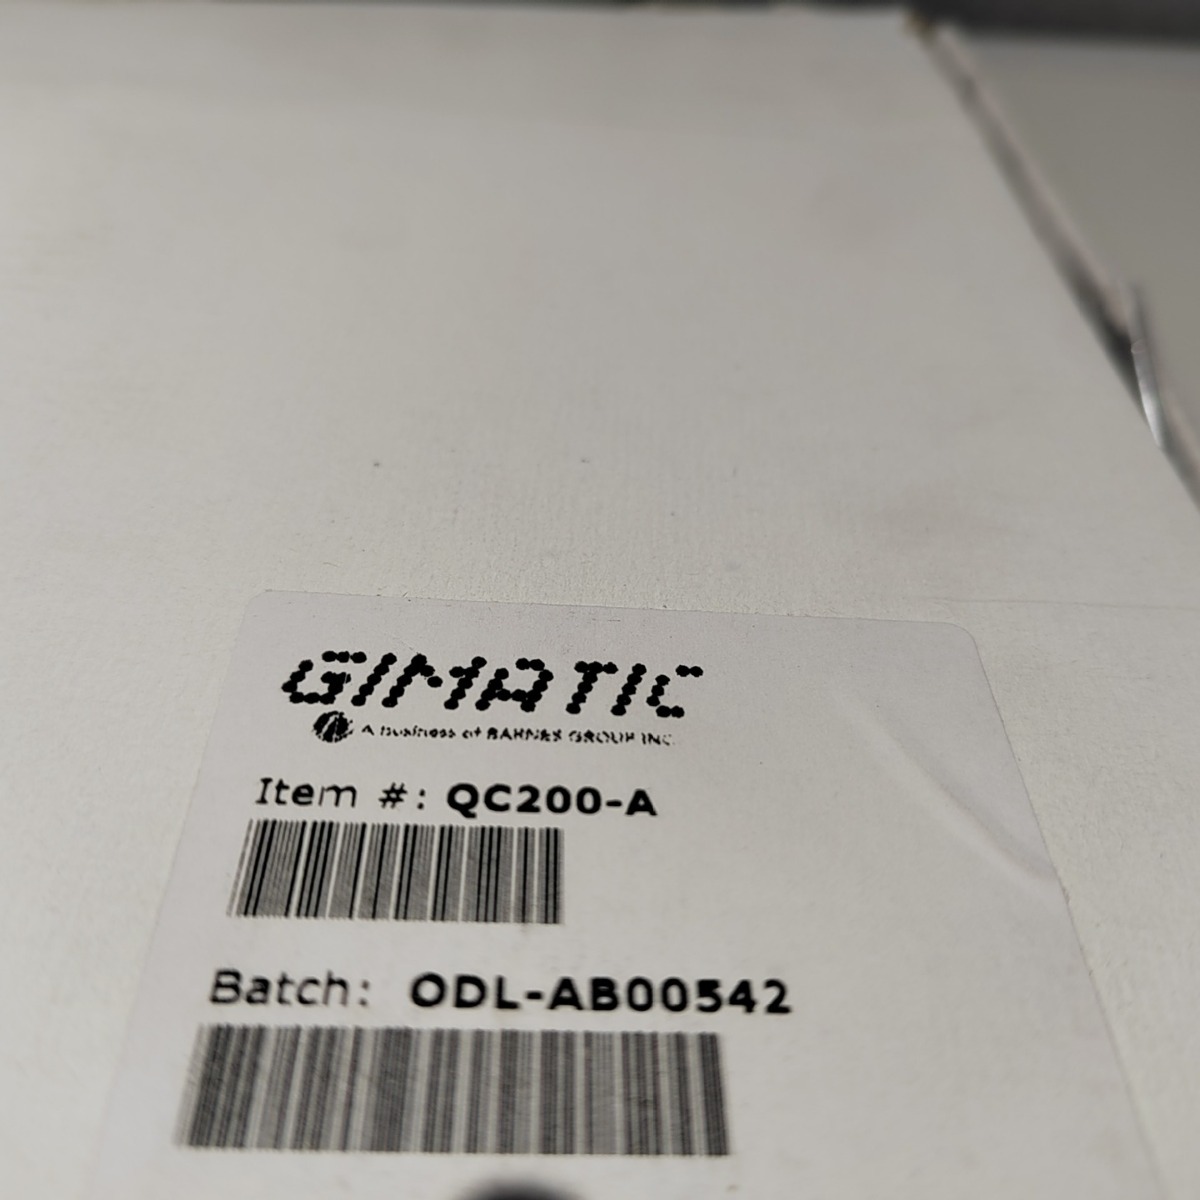 GIMATIC
A business of BARNES GROUP INC.
Item #: QC200-A
Batch: ODL-AB00542